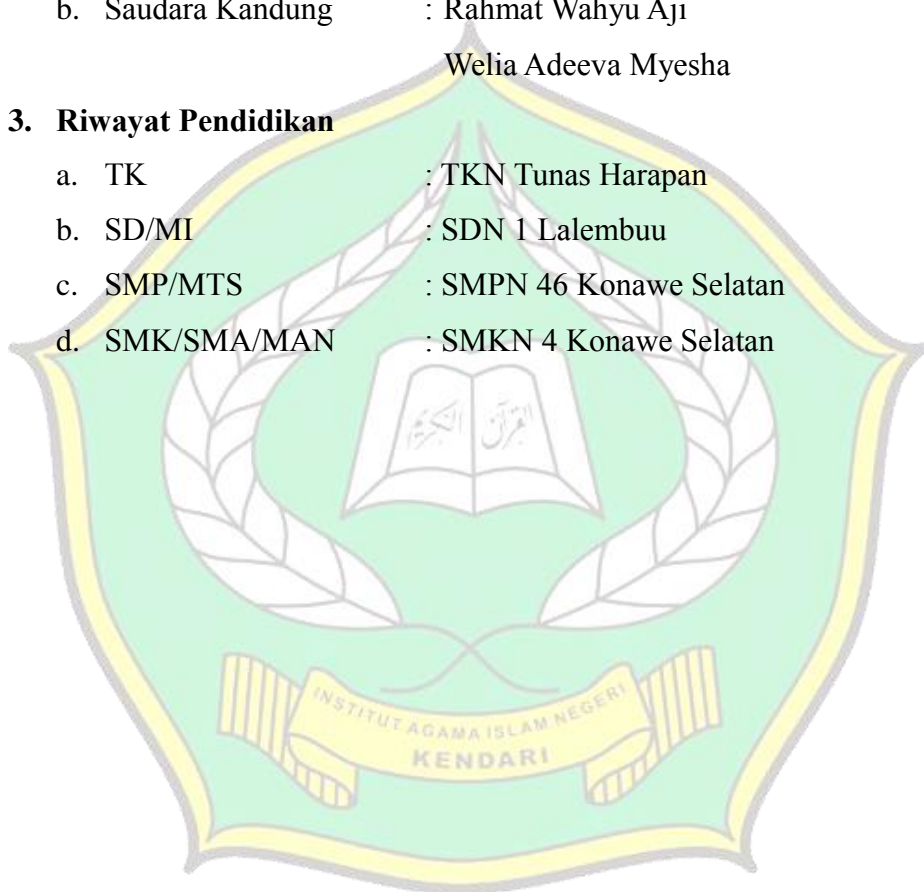 b. Saudara Kandung : Rahmat Wahyu Aji
Welia Adeeva Myesha
3. Riwayat Pendidikan
a. TK : TKN Tunas Harapan
b. SD/MI : SDN 1 Lalembuu
c. SMP/MTS : SMPN 46 Konawe Selatan
d. SMK/SMA/MAN : SMKN 4 Konawe Selatan
القرآن الكريم
INSTITUT AGAMA ISLAM NEGERI
KENDARI